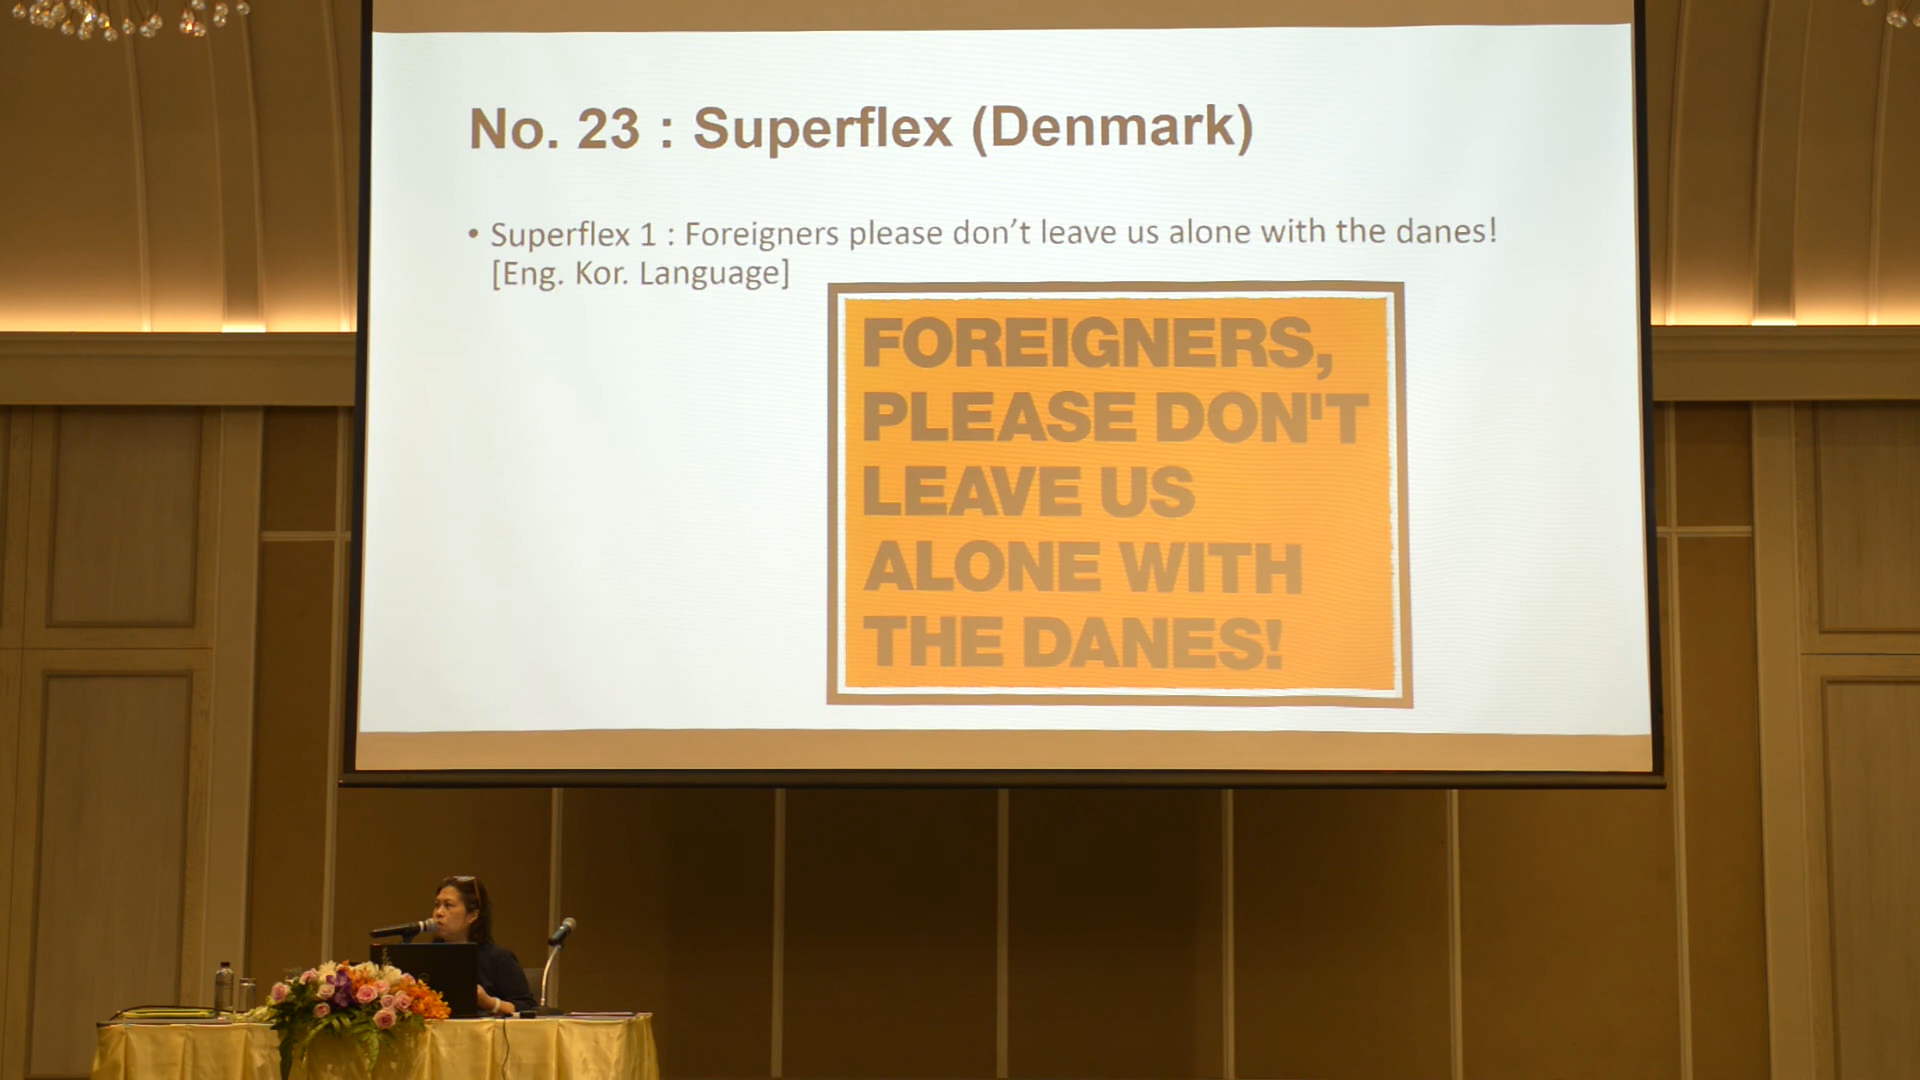 No. 23 : Superflex (Denmark)
• Superflex 1 : Foreigners please don’t leave us alone with the danes!
[Eng. Kor. Language]
FOREIGNERS,
PLEASE DON'T
LEAVE US
ALONE WITH
THE DANES!